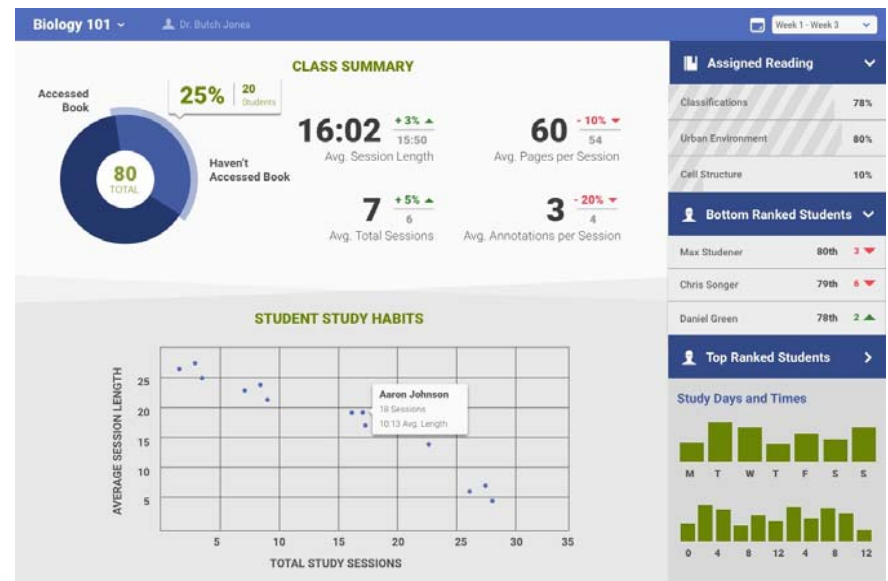 Biology 101
Dr. Butch Jones
Week 1 - Week 3
CLASS SUMMARY
Accessed
Book
25%
20
Students
80
TOTAL
Haven't
Accessed Book
16:02
+ 3%
15:50
Avg. Session Length
60
- 10%
54
Avg. Pages per Session
7
+ 5%
6
Avg. Total Sessions
3
- 20%
4
Avg. Annotations per Session
STUDENT STUDY HABITS
AVERAGE SESSION LENGTH
25
20
15
10
5
Aaron Johnson
18 Sessions
10:13 Avg. Length
5 10 15 20 25 30 35
TOTAL STUDY SESSIONS
Assigned Reading
Classifications 78%
Urban Environment 80%
Cell Structure 10%
Bottom Ranked Students
Max Studener 80th 3
Chris Songer 79th 6
Daniel Green 78th 2
Top Ranked Students
Study Days and Times
M T W T F S S
0 4 8 12 4 8 12